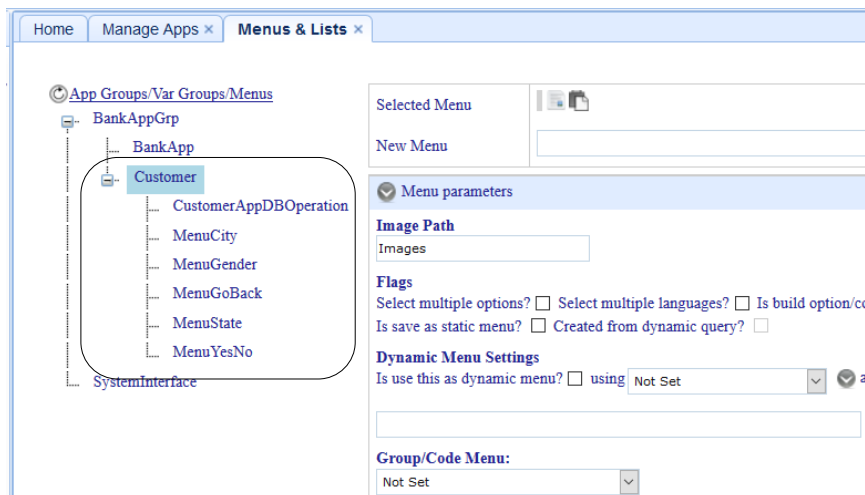 Home Manage Apps × Menus & Lists ×
App Groups/Var Groups/Menus
BankAppGrp
BankApp
Customer
CustomerAppDBOperation
MenuCity
MenuGender
MenuGoBack
MenuState
MenuYesNo
SystemInterface
Selected Menu
New Menu
Menu parameters
Image Path
Images
Flags
Select multiple options? Select multiple languages? Is build option/co
Is save as static menu? Created from dynamic query?
Dynamic Menu Settings
Is use this as dynamic menu? using Not Set a
Group/Code Menu:
Not Set